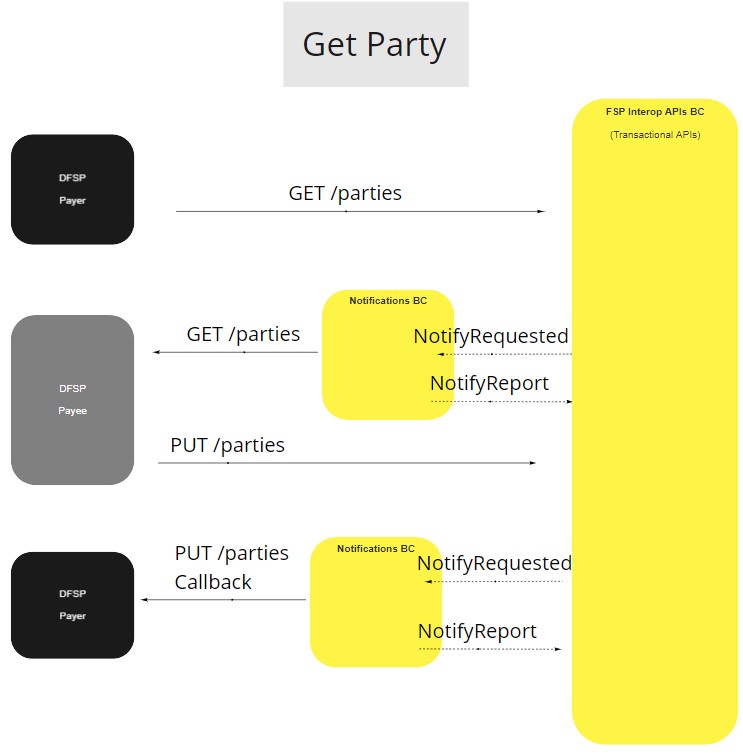 Get Party
FSP Interop APIs BC
(Transactional APIs)
DFSP
Payer
GET /parties
Notifications BC
GET /parties
NotifyRequested
NotifyReport
DFSP
Payee
PUT /parties
Notifications BC
PUT /parties
Callback
NotifyRequested
DFSP
Payer
NotifyReport